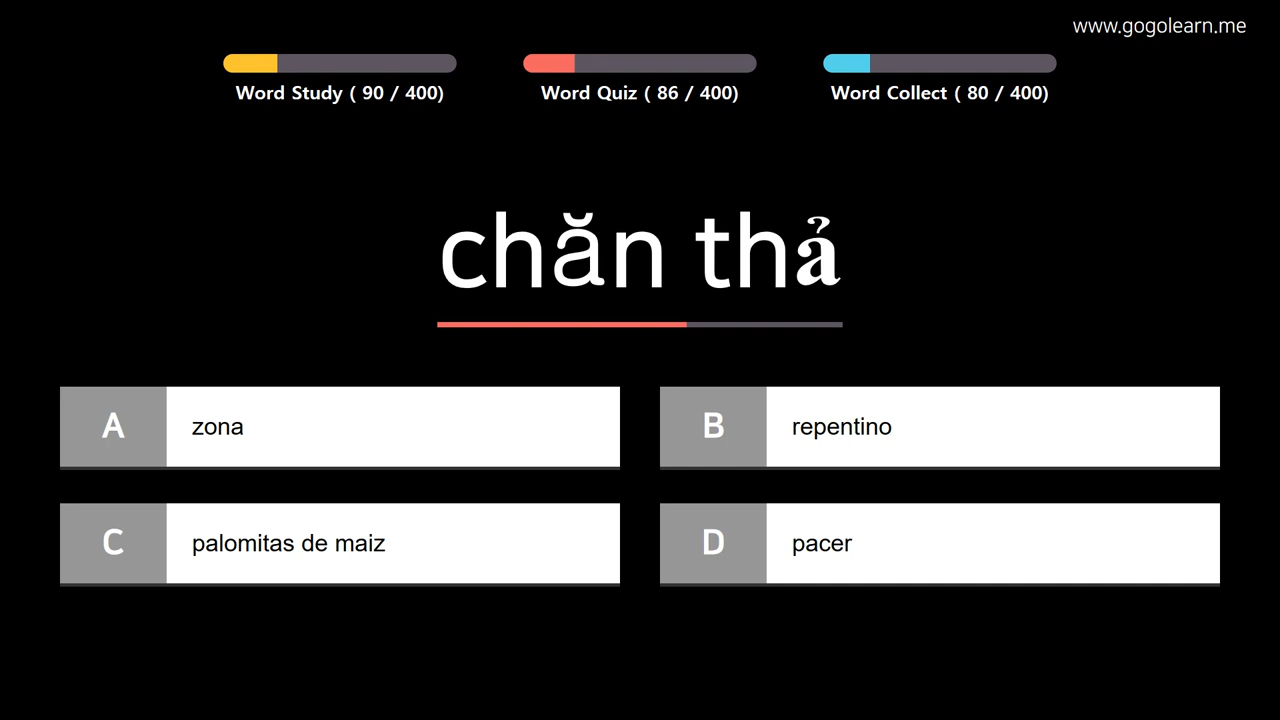 www.gogolearn.me
Word Study ( 90 / 400)
Word Quiz ( 86 / 400)
Word Collect ( 80 / 400)
chăn thả
A zona
B repentino
C palomitas de maiz
D pacer